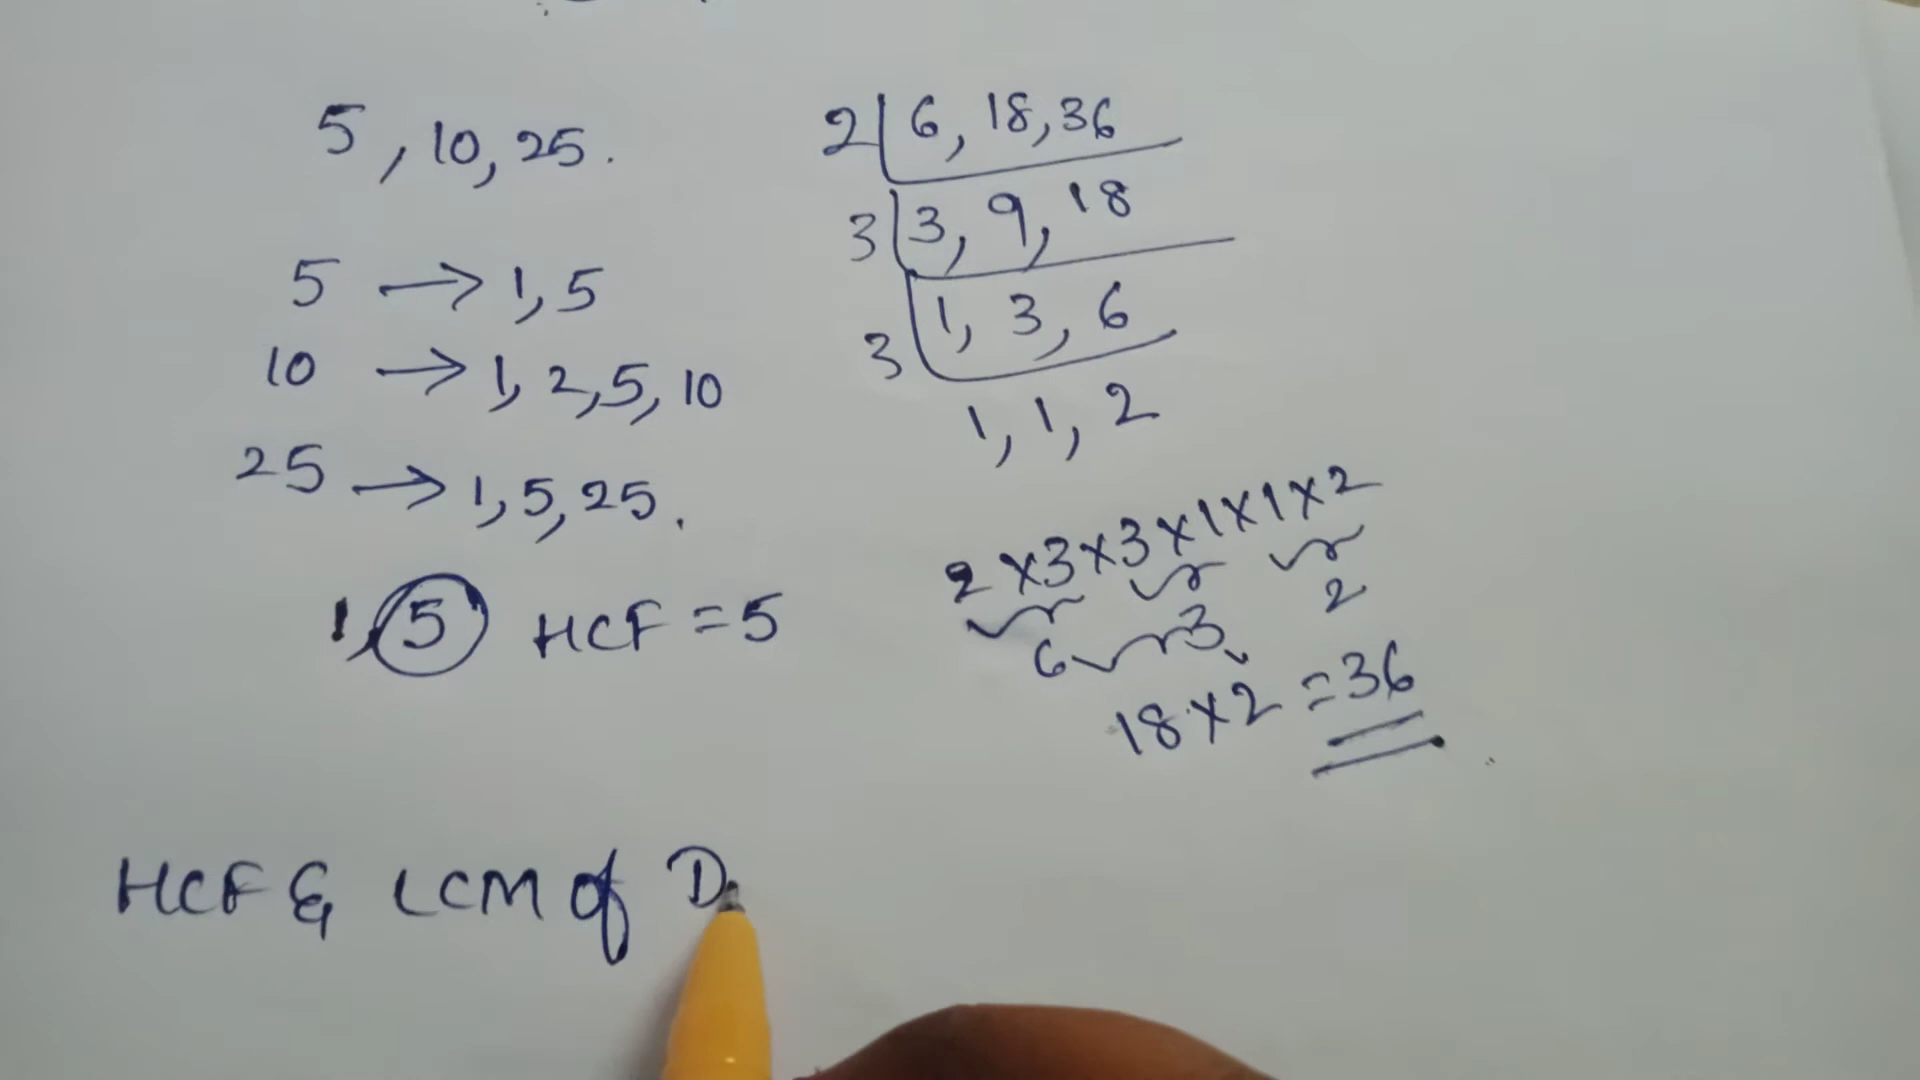 5, 10, 25.
5 → 1, 5
10 → 1, 2, 5, 10
25 → 1, 5, 25.
1, 5 HCF = 5
2 6, 18, 36
3 3, 9, 18
3 1, 3, 6
1, 1, 2
2 × 3 × 3 × 1 × 1 × 2
6 3 2
18 × 2 = 36
HCF & LCM of D